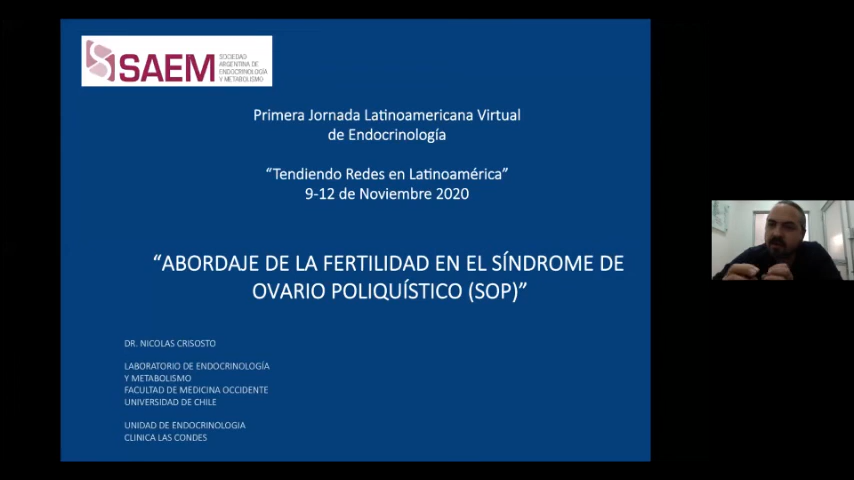 SAEM
SOCIEDAD
ARGENTINA DE
ENDOCRINOLOGÍA
Y METABOLISMO
Primera Jornada Latinoamericana Virtual
de Endocrinología
“Tendiendo Redes en Latinoamérica”
9-12 de Noviembre 2020
“ABORDAJE DE LA FERTILIDAD EN EL SÍNDROME DE
OVARIO POLIQUÍSTICO (SOP)”
DR. NICOLAS CRISOSTO
LABORATORIO DE ENDOCRINOLOGÍA
Y METABOLISMO
FACULTAD DE MEDICINA OCCIDENTE
UNIVERSIDAD DE CHILE
UNIDAD DE ENDOCRINOLOGIA
CLINICA LAS CONDES